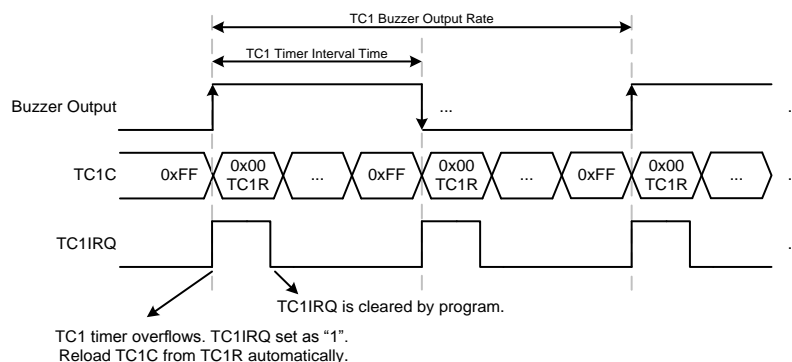 TC1 Buzzer Output Rate
TC1 Timer Interval Time
Buzzer Output
...
.
TC1C
0xFF
0x00
TC1R
...
0xFF
0x00
TC1R
...
0xFF
0x00
TC1R
...
.
TC1IRQ
.
TC1IRQ is cleared by program.
TC1 timer overflows. TC1IRQ set as “1”.
Reload TC1C from TC1R automatically.